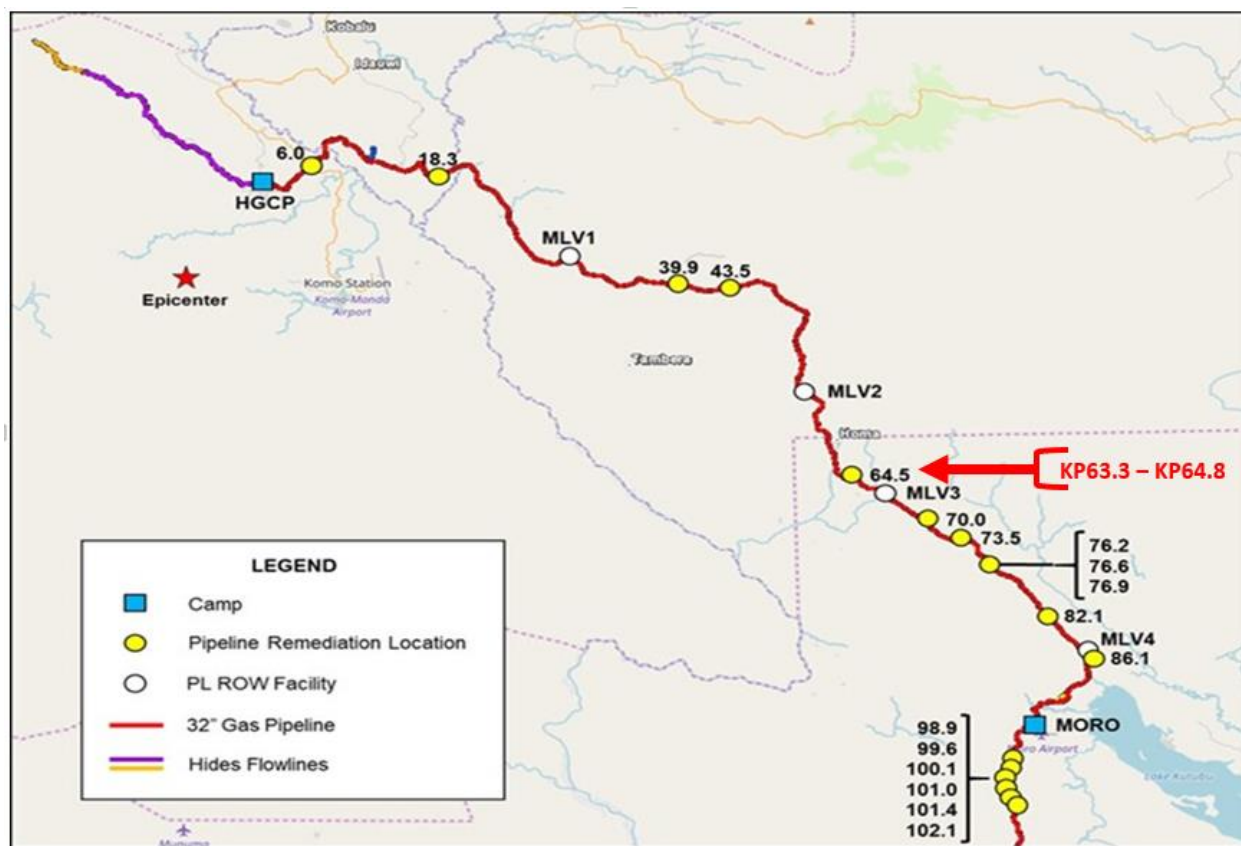 Kobalu
Idauwi
6.0
18.3
HGCP
MLV1
Epicenter
Komo Station
Komo-Manda
Airport
39.9
43.5
Tambera
MLV2
Homa
64.5
KP63.3 – KP64.8
MLV3
70.0
73.5
76.2
76.6
76.9
82.1
MLV4
86.1
MORO
Moro Airport
Lake Kutubu
98.9
99.6
100.1
101.0
101.4
102.1
LEGEND
Camp
Pipeline Remediation Location
PL ROW Facility
32" Gas Pipeline
Hides Flowlines